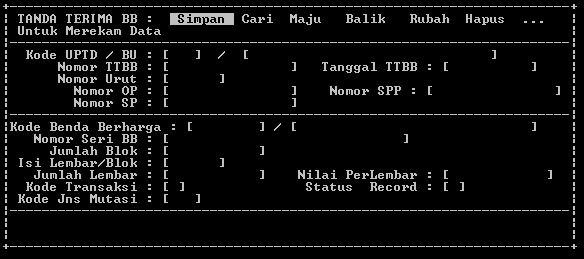 TANDA TERIMA BB : Simpan Cari Maju Balik Rubah Hapus ...
Untuk Merekam Data
Kode UPTD / BU : [ ] / [ ]
Nomor TTBB : [ ] Tanggal TTBB : [ ]
Nomor Urut : [ ]
Nomor OP : [ ] Nomor SPP : [ ]
Nomor SP : [ ]
Kode Benda Berharga : [ ] / [ ]
Nomor Seri BB : [ ]
Jumlah Blok : [ ]
Isi Lembar/Blok : [ ]
Jumlah Lembar : [ ] Nilai PerLembar : [ ]
Kode Transaksi : [ ] Status Record : [ ]
Kode Jns Mutasi : [ ]